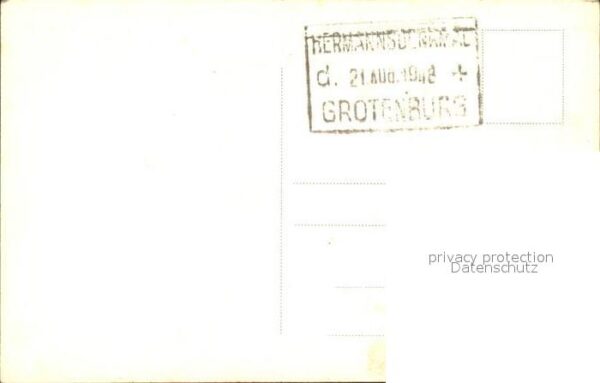 HERMANNSDENKMAL
d. 21 AUG. 1942 +
GROTENBURG
privacy protection
Datenschutz